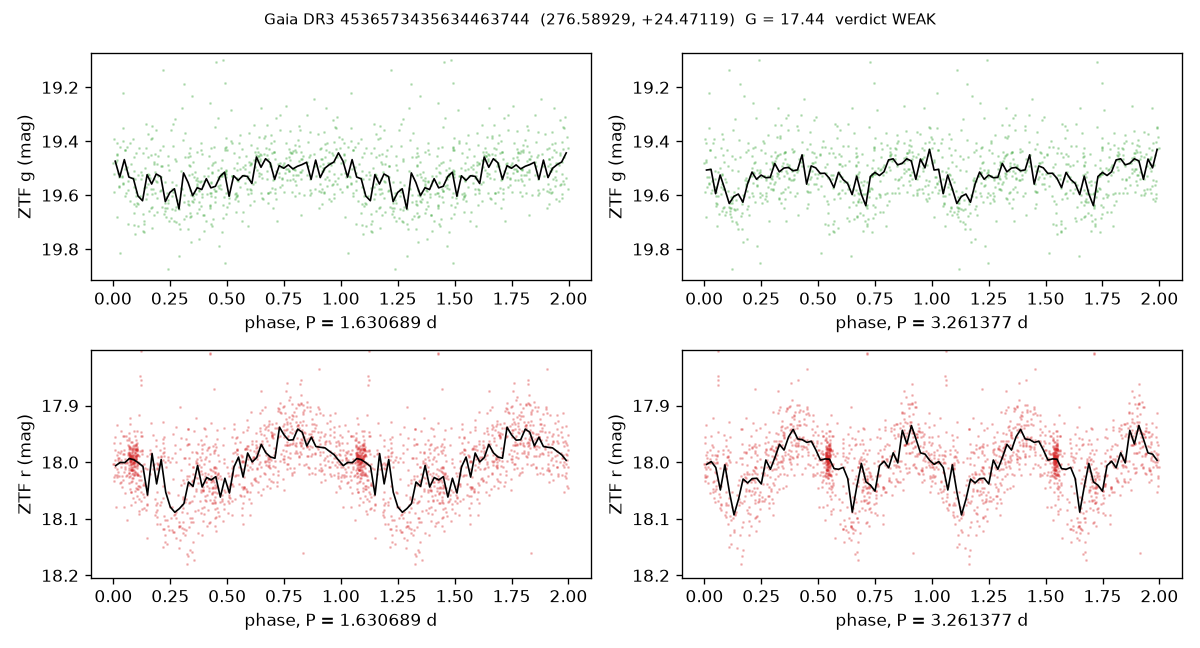 Gaia DR3 4536573435634463744 (276.58929, +24.47119) G = 17.44 verdict WEAK
ZTF g (mag)
19.2
19.4
19.6
19.8
0.00 0.25 0.50 0.75 1.00 1.25 1.50 1.75 2.00
phase, P = 1.630689 d
ZTF g (mag)
19.2
19.4
19.6
19.8
0.00 0.25 0.50 0.75 1.00 1.25 1.50 1.75 2.00
phase, P = 3.261377 d
ZTF r (mag)
17.9
18.0
18.1
18.2
0.00 0.25 0.50 0.75 1.00 1.25 1.50 1.75 2.00
phase, P = 1.630689 d
ZTF r (mag)
17.9
18.0
18.1
18.2
0.00 0.25 0.50 0.75 1.00 1.25 1.50 1.75 2.00
phase, P = 3.261377 d